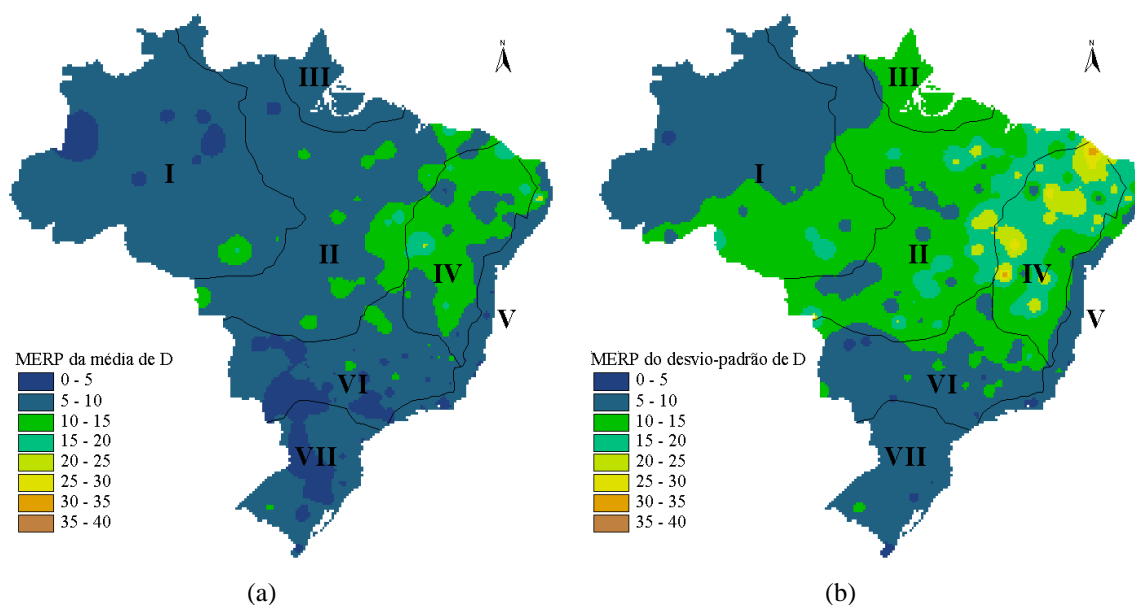 N
III
I
II
IV
V
VI
VII
MERP da média de D
0 - 5
5 - 10
10 - 15
15 - 20
20 - 25
25 - 30
30 - 35
35 - 40
(a)
N
III
I
II
IV
V
VI
VII
MERP do desvio-padrão de D
0 - 5
5 - 10
10 - 15
15 - 20
20 - 25
25 - 30
30 - 35
35 - 40
(b)